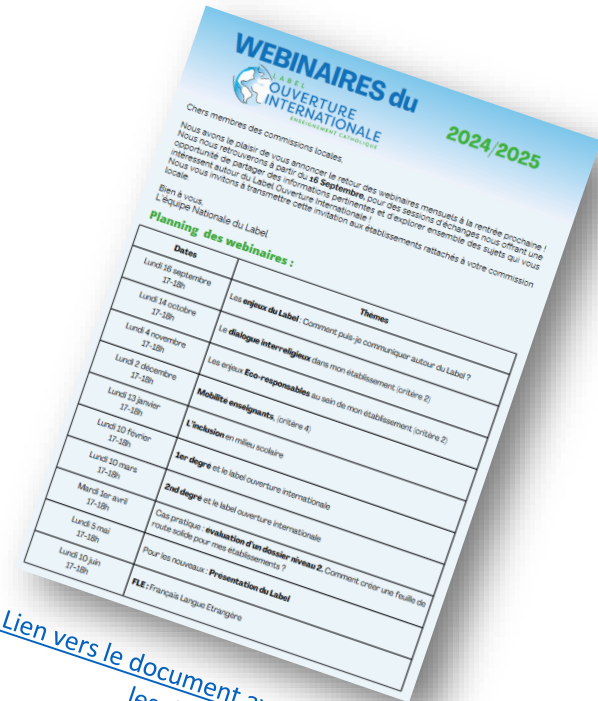 WEBINAIRES du
LABEL
OUVERTURE
INTERNATIONALE
ENSEIGNEMENT CATHOLIQUE
2024/2025
Chers membres des commissions locales,
Nous avons le plaisir de vous annoncer le retour des webinaires mensuels à la rentrée prochaine !
Nous nous retrouverons à partir du 16 Septembre, pour des sessions d'échanges nous offrant une
opportunité de partager des informations pertinentes et d'explorer ensemble des sujets qui vous
intéressent autour du Label Ouverture Internationale !
Nous vous invitons à transmettre cette invitation aux établissements rattachés à votre commission
locale.
Bien à vous,
L'équipe Nationale du Label
Planning des webinaires :
Dates
Thèmes
Lundi 16 septembre
17-18h
Les enjeux du Label : Comment puis-je communiquer autour du Label ?
Lundi 14 octobre
17-18h
Le dialogue interreligieux dans mon établissement (critère 2)
Lundi 4 novembre
17-18h
Les enjeux Eco-responsables au sein de mon établissement (critère 2)
Lundi 2 décembre
17-18h
Mobilité enseignants, (critère 4)
Lundi 13 janvier
17-18h
L'inclusion en milieu scolaire
Lundi 10 février
17-18h
1er degré et le label ouverture internationale
Lundi 10 mars
17-18h
2nd degré et le label ouverture internationale
Mardi 1er avril
17-18h
Cas pratique : évaluation d'un dossier niveau 2. Comment créer une feuille de
route solide pour mes établissements ?
Lundi 5 mai
17-18h
Pour les nouveaux : Présentation du Label
Lundi 10 juin
17-18h
FLE : Français Langue Etrangère
Lien vers le document